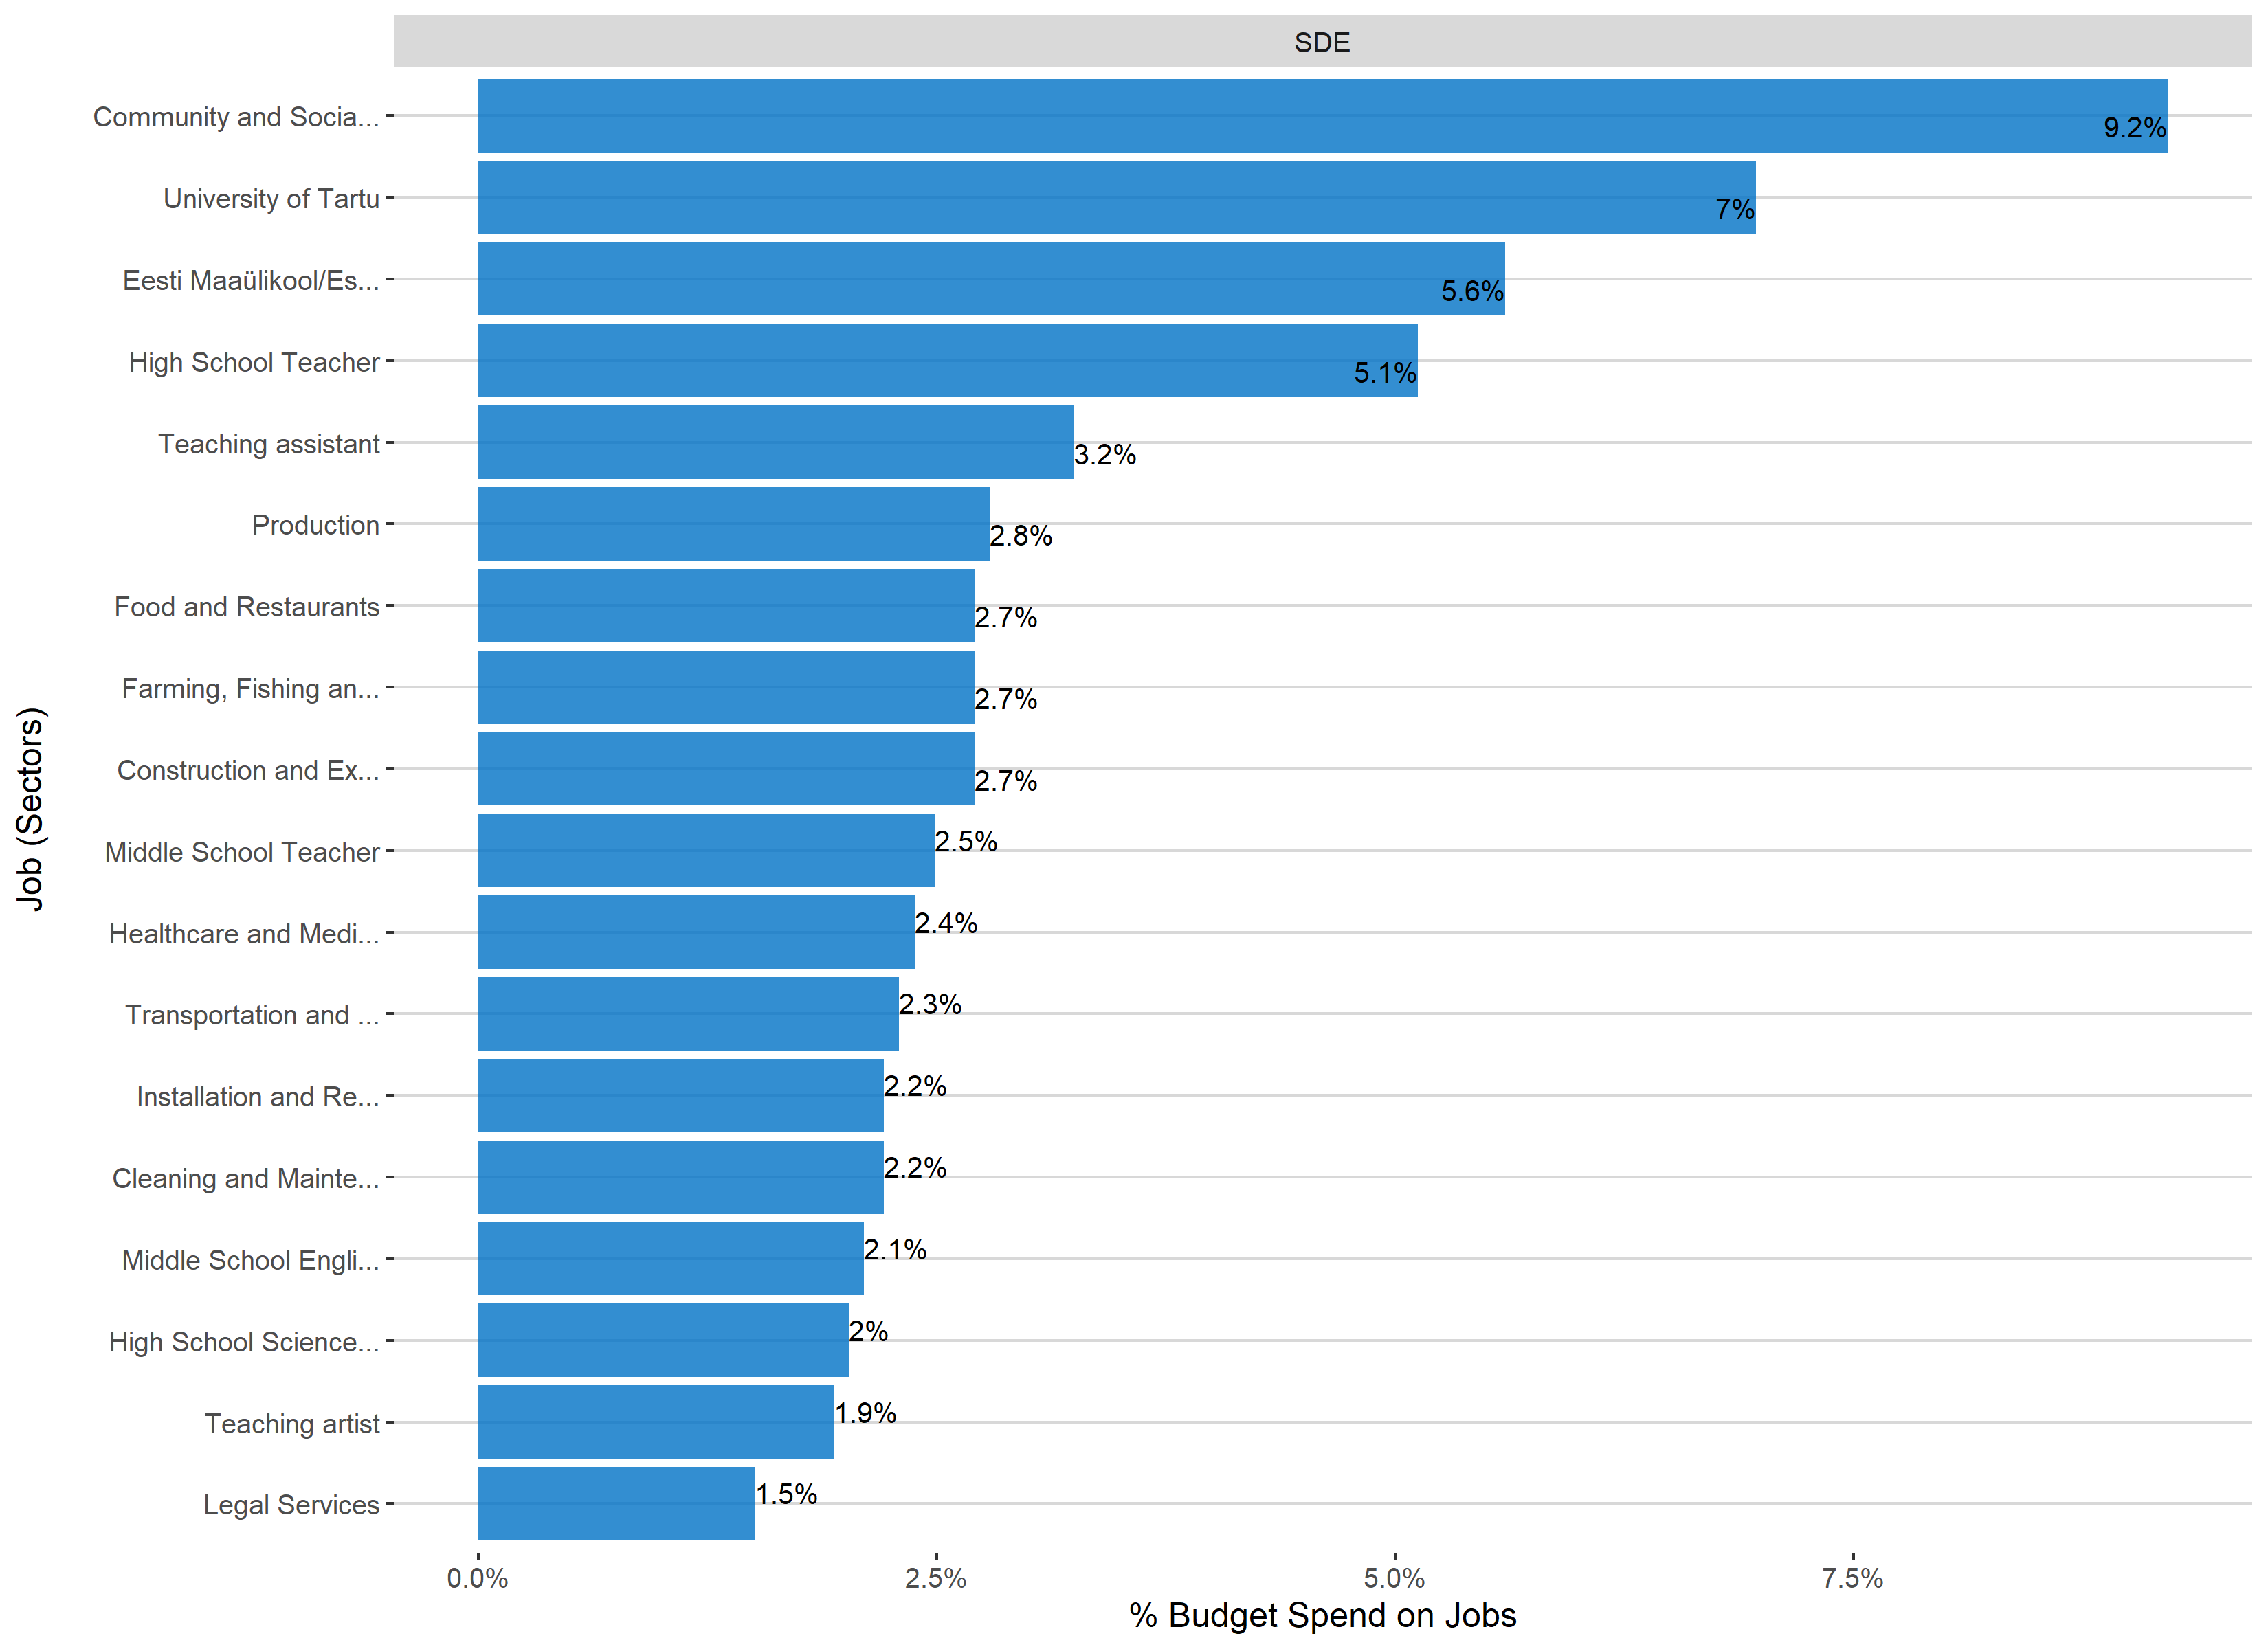 SDE
Community and Socia... 9.2%
University of Tartu 7%
Eesti Maaülikool/Es... 5.6%
High School Teacher 5.1%
Teaching assistant 3.2%
Production 2.8%
Food and Restaurants 2.7%
Farming, Fishing an... 2.7%
Construction and Ex... 2.7%
Middle School Teacher 2.5%
Healthcare and Medi... 2.4%
Transportation and ... 2.3%
Installation and Re... 2.2%
Cleaning and Mainte... 2.2%
Middle School Engli... 2.1%
High School Science... 2%
Teaching artist 1.9%
Legal Services 1.5%
Job (Sectors)
0.0% 2.5% 5.0% 7.5%
% Budget Spend on Jobs